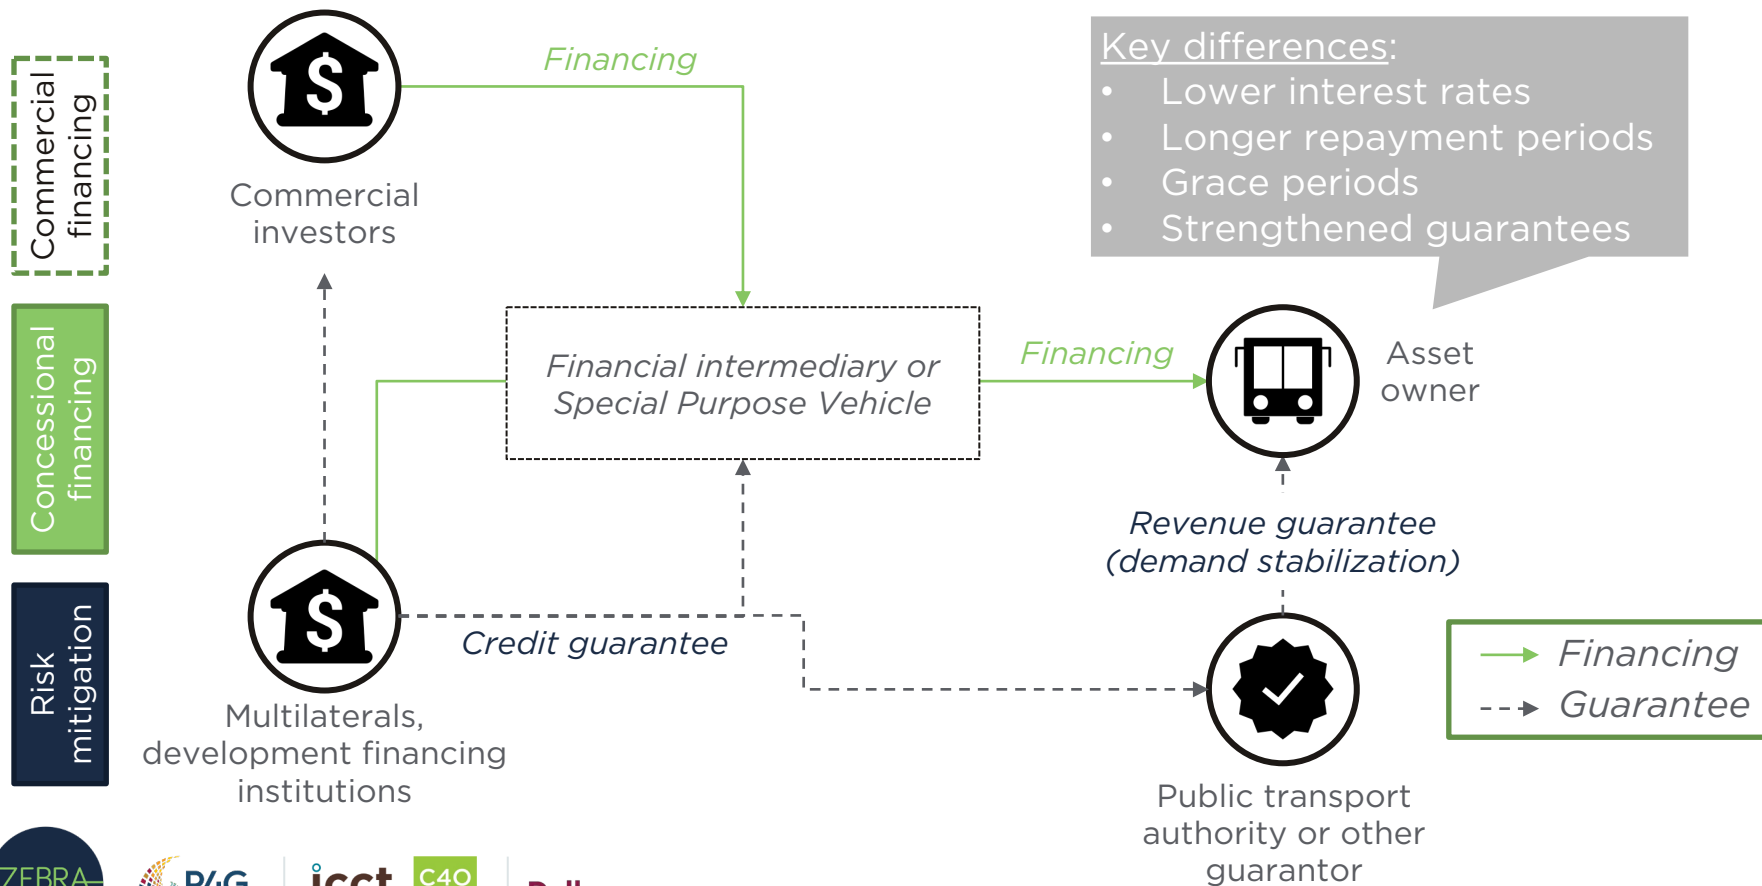 Commercial
financing
Concessional
financing
Risk
mitigation
Financing
Commercial
investors
Key differences:
• Lower interest rates
• Longer repayment periods
• Grace periods
• Strengthened guarantees
Financial intermediary or
Special Purpose Vehicle
Financing
Asset
owner
Revenue guarantee
(demand stabilization)
Credit guarantee
Multilaterals,
development financing
institutions
Public transport
authority or other
guarantor
Financing
Guarantee
ZEBRA
P4G
icct
C40